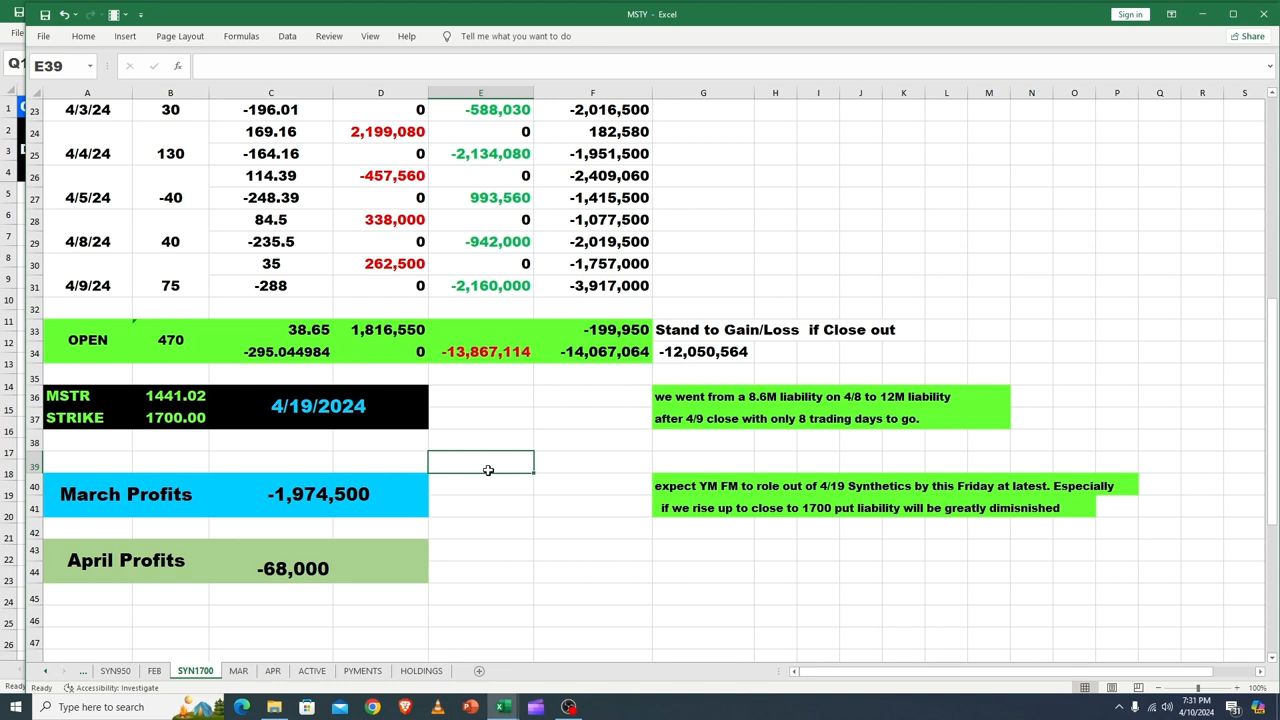 MSTY - Excel
Sign in
File Home Insert Page Layout Formulas Data Review View Help Tell me what you want to do Share
E39 fx
A B C D E F G H I J K L M N O P Q R S
23 4/3/24 30 -196.01 0 -588,030 -2,016,500
24 169.16 2,199,080 0 182,580
25 4/4/24 130 -164.16 0 -2,134,080 -1,951,500
26 114.39 -457,560 0 -2,409,060
27 4/5/24 -40 -248.39 0 993,560 -1,415,500
28 84.5 338,000 0 -1,077,500
29 4/8/24 40 -235.5 0 -942,000 -2,019,500
30 35 262,500 0 -1,757,000
31 4/9/24 75 -288 0 -2,160,000 -3,917,000
32
33 OPEN 470 38.65 1,816,550 -199,950 Stand to Gain/Loss if Close out
34 -295.044984 0 -13,867,114 -14,067,064 -12,050,564
35
36 MSTR 1441.02 4/19/2024 we went from a 8.6M liability on 4/8 to 12M liability
37 STRIKE 1700.00 after 4/9 close with only 8 trading days to go.
38
39
40 March Profits -1,974,500 expect YM FM to role out of 4/19 Synthetics by this Friday at latest. Especially
41 if we rise up to close to 1700 put liability will be greatly dimisnished
42
43 April Profits
44 -68,000
45
46
47
... SYN950 FEB SYN1700 MAR APR ACTIVE PYMENTS HOLDINGS
Ready Accessibility: Investigate 100%
Type here to search
7:31 PM
4/10/2024